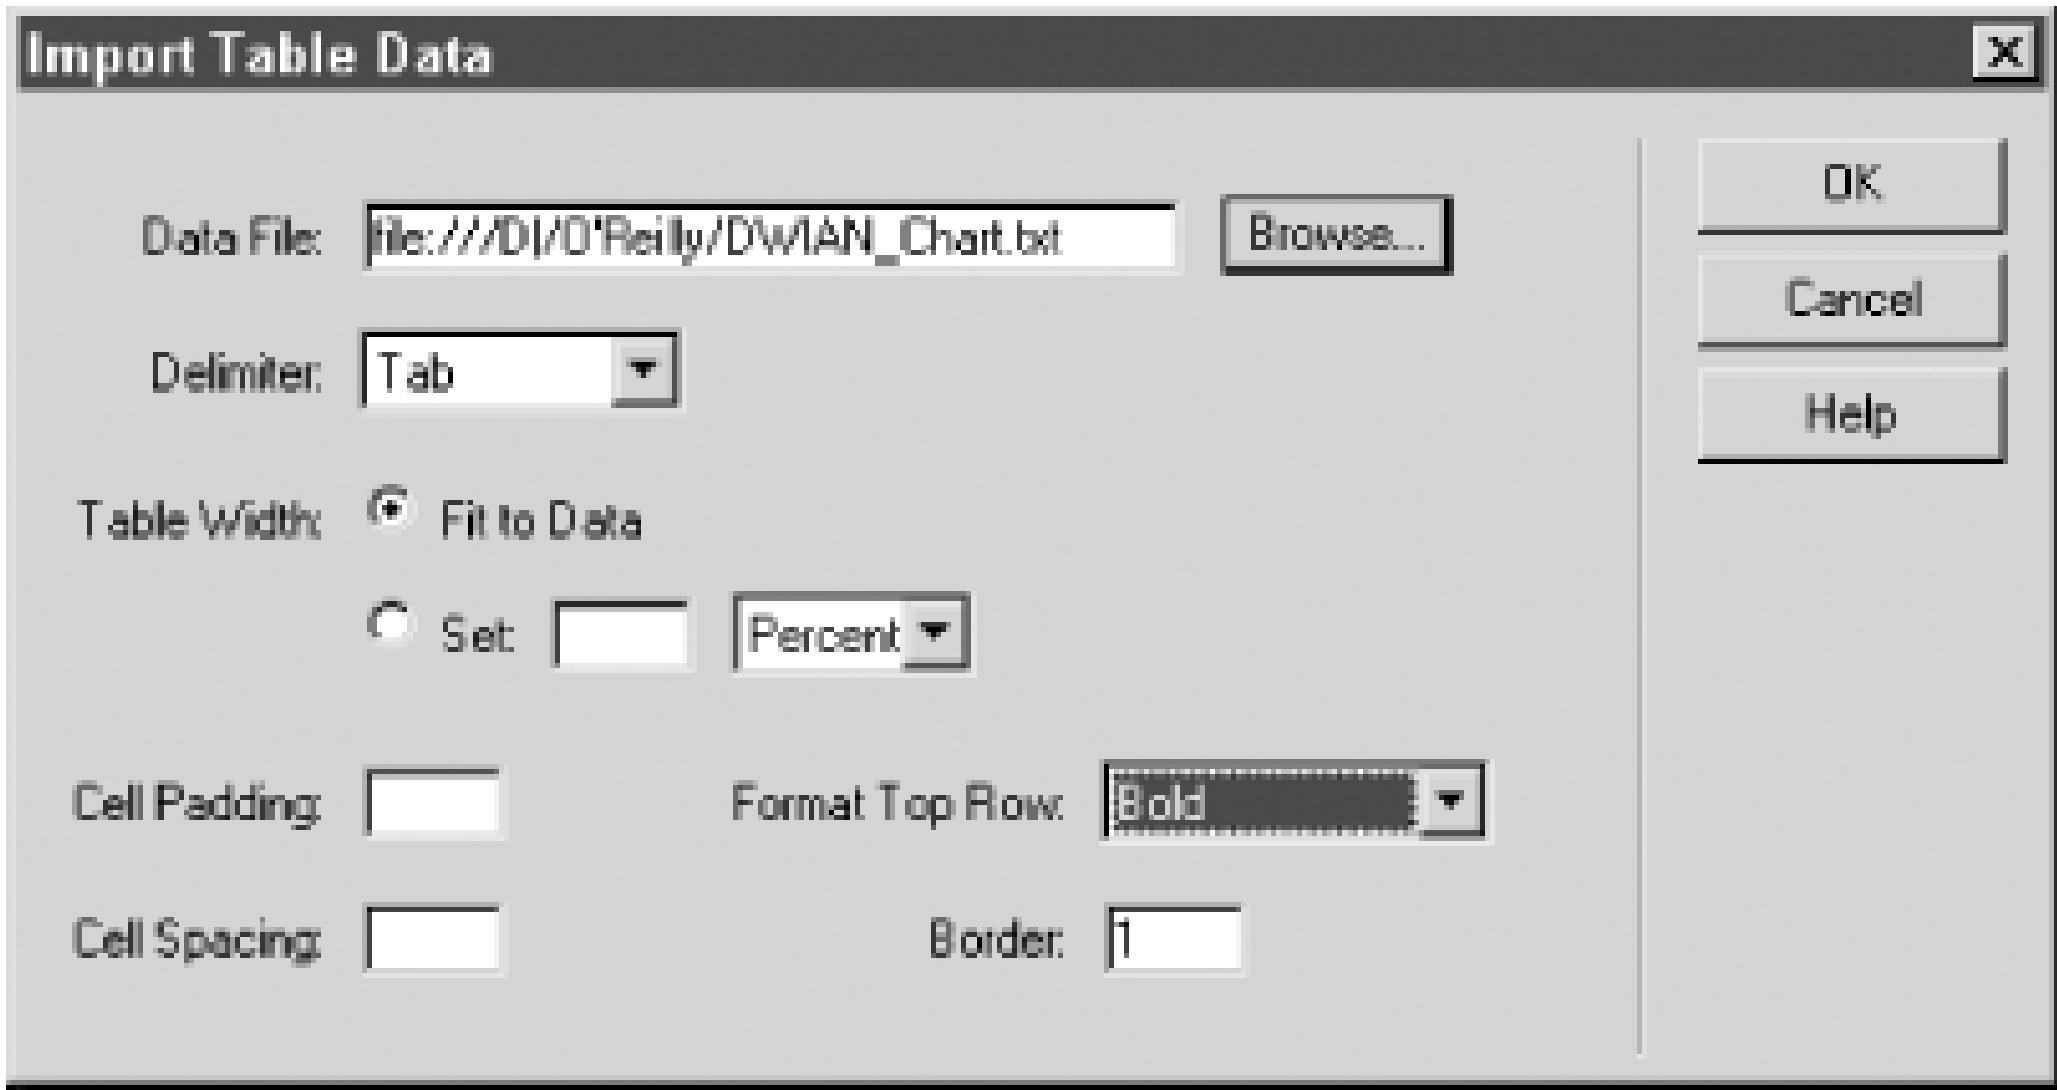 Import Table Data
Data File: file:///D|/O'Reilly/DWIAN_Chart.txt Browse... OK
Cancel
Delimiter: Tab
Help
Table Width: Fit to Data
Set: Percent
Cell Padding: Format Top Row: Bold
Cell Spacing: Border: 1